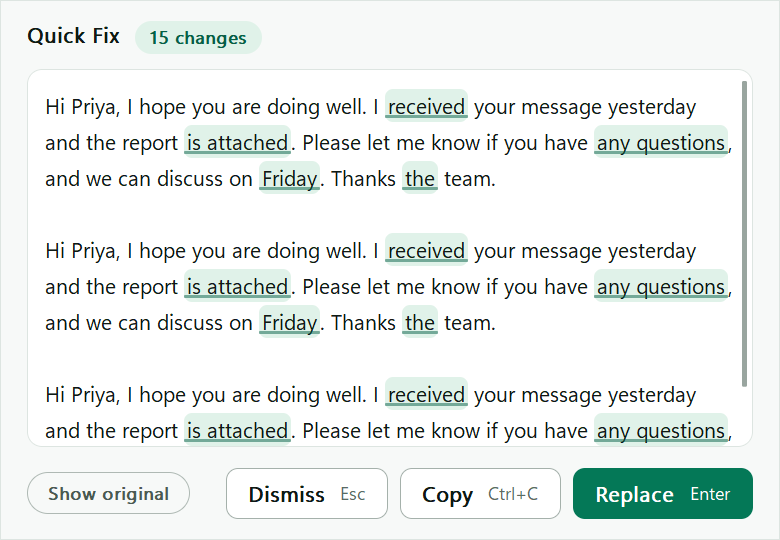 Quick Fix 15 changes
Hi Priya, I hope you are doing well. I received your message yesterday
and the report is attached. Please let me know if you have any questions,
and we can discuss on Friday. Thanks the team.
Hi Priya, I hope you are doing well. I received your message yesterday
and the report is attached. Please let me know if you have any questions,
and we can discuss on Friday. Thanks the team.
Hi Priya, I hope you are doing well. I received your message yesterday
and the report is attached. Please let me know if you have any questions,
Show original Dismiss Esc Copy Ctrl+C Replace Enter